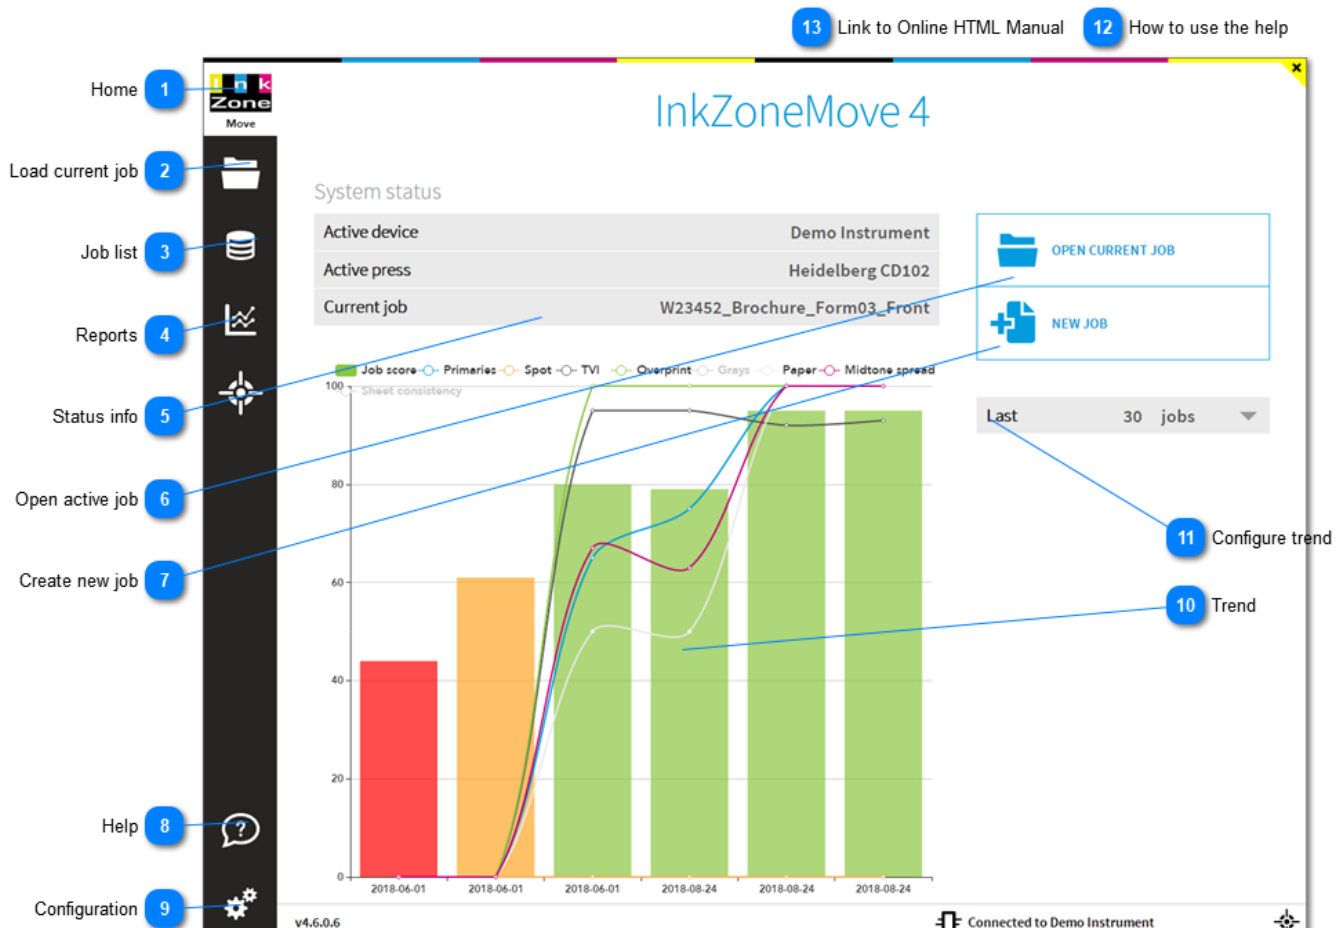 13 Link to Online HTML Manual 12 How to use the help
Home 1
Ink
Zone
Move
x
InkZoneMove 4
Load current job 2
System status
Active device Demo Instrument
Active press Heidelberg CD102
Current job W23452_Brochure_Form03_Front
OPEN CURRENT JOB
NEW JOB
Job list 3
Reports 4
Status info 5
Open active job 6
Create new job 7
Job score Primaries Spot TVI Overprint Grays Paper Midtone spread
Sheet consistency
Last 30 jobs
11 Configure trend
10 Trend
100
80
60
40
20
0
2018-06-01 2018-06-01 2018-06-01 2018-08-24 2018-08-24 2018-08-24
Help 8
?
Configuration 9
v4.6.0.6 Connected to Demo Instrument